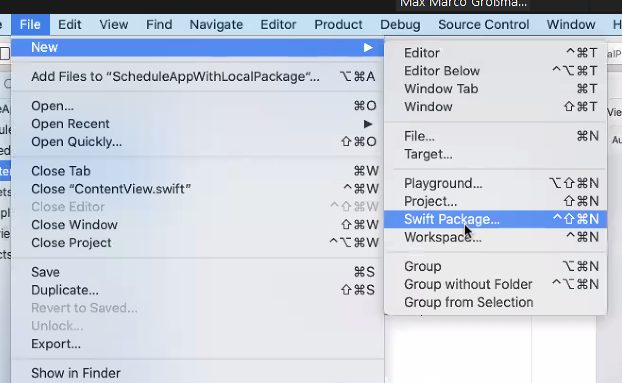 Max Marco Großma...
File Edit View Find Navigate Editor Product Debug Source Control Window
New
Add Files to “ScheduleAppWithLocalPackage”... ⌥⌘A
Open... ⌘O
Open Recent
Open Quickly... ⇧⌘O
Close Tab ⌘W
Close “ContentView.swift” ^⌘W
Close Editor ^⇧⌘W
Close Window ⇧⌘W
Close Project ^⌥⌘W
Save ⌘S
Duplicate... ⇧⌘S
Revert to Saved...
Unlock...
Export...
Show in Finder
Editor ^⌘T
Editor Below ^⌥⌘T
Window Tab ⌘T
Window ⇧⌘T
File... ⌘N
Target...
Playground... ⌥⇧⌘N
Project... ⇧⌘N
Swift Package... ^⇧⌘N
Workspace... ^⌘N
Group ⌥⌘N
Group without Folder ^⌥⌘N
Group from Selection